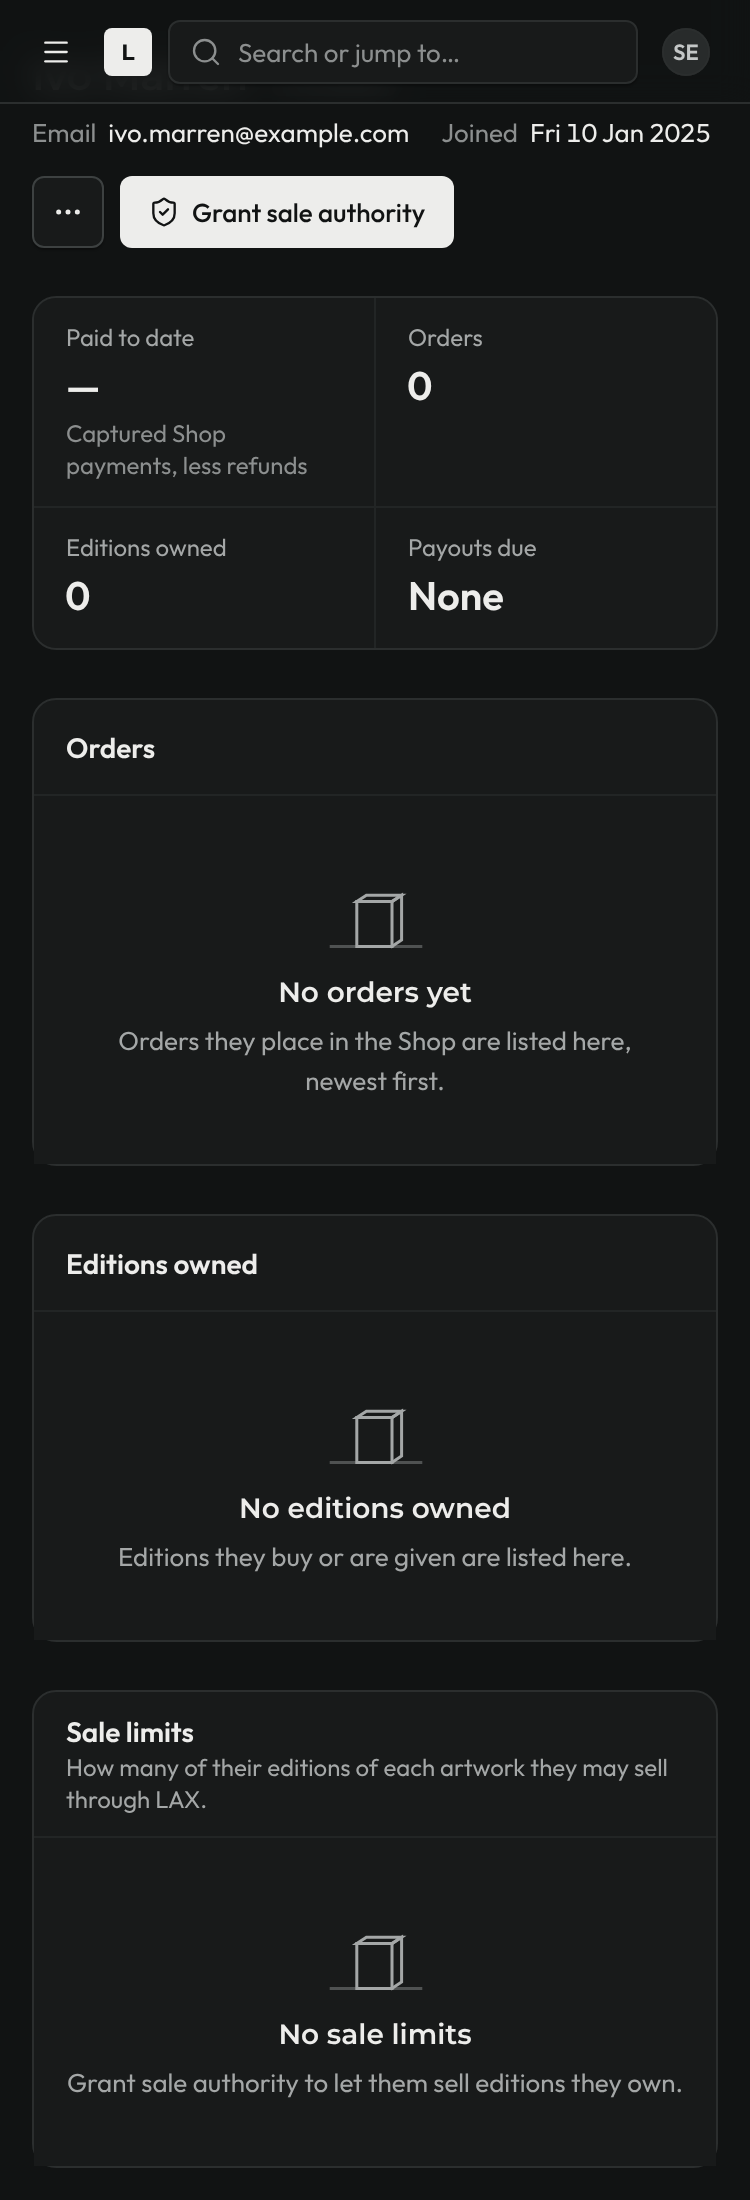 L
Search or jump to...
SE
Email ivo.marren@example.com Joined Fri 10 Jan 2025
Grant sale authority
Paid to date
—
Captured Shop
payments, less refunds
Orders
0
Editions owned
0
Payouts due
None
Orders
No orders yet
Orders they place in the Shop are listed here,
newest first.
Editions owned
No editions owned
Editions they buy or are given are listed here.
Sale limits
How many of their editions of each artwork they may sell
through LAX.
No sale limits
Grant sale authority to let them sell editions they own.